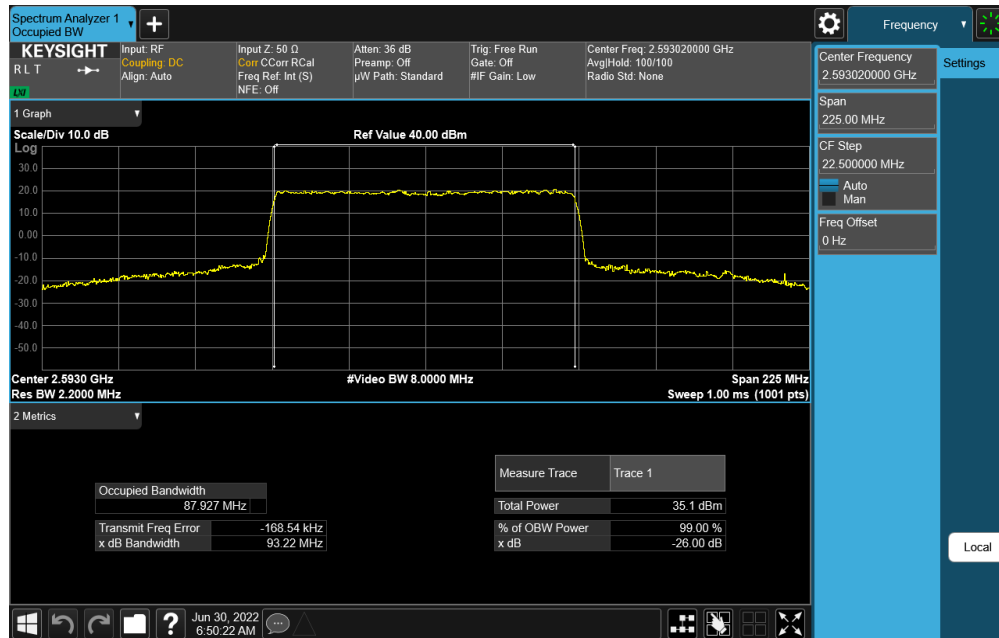 Spectrum Analyzer 1
Occupied BW
+
Frequency
KEYSIGHT
R L T
LXI
Input: RF
Coupling: DC
Align: Auto
Input Z: 50 Ω
Corr CCorr RCal
Freq Ref: Int (S)
NFE: Off
Atten: 36 dB
Preamp: Off
µW Path: Standard
Trig: Free Run
Gate: Off
#IF Gain: Low
Center Freq: 2.593020000 GHz
Avg|Hold: 100/100
Radio Std: None
Center Frequency
2.593020000 GHz
Settings
Span
225.00 MHz
CF Step
22.500000 MHz
Auto
Man
Freq Offset
0 Hz
1 Graph
Scale/Div 10.0 dB
Ref Value 40.00 dBm
Log
30.0
20.0
10.0
0.00
-10.0
-20.0
-30.0
-40.0
-50.0
Center 2.5930 GHz
#Video BW 8.0000 MHz
Span 225 MHz
Res BW 2.2000 MHz
Sweep 1.00 ms (1001 pts)
2 Metrics
Measure Trace
Trace 1
Occupied Bandwidth
87.927 MHz
Total Power
35.1 dBm
Transmit Freq Error
-168.54 kHz
% of OBW Power
99.00 %
x dB Bandwidth
93.22 MHz
x dB
-26.00 dB
Local
?
Jun 30, 2022
6:50:22 AM